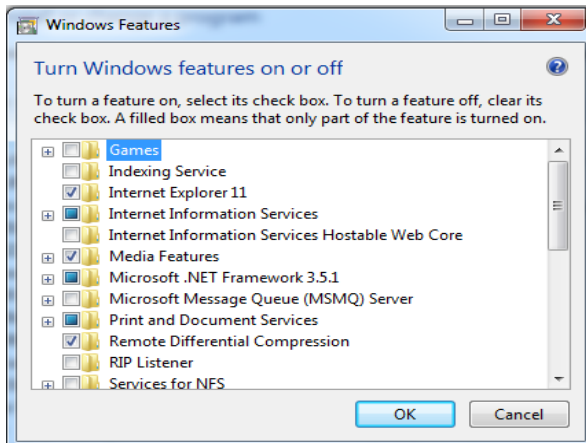 Windows Features
Turn Windows features on or off
To turn a feature on, select its check box. To turn a feature off, clear its
check box. A filled box means that only part of the feature is turned on.
Games
Indexing Service
Internet Explorer 11
Internet Information Services
Internet Information Services Hostable Web Core
Media Features
Microsoft .NET Framework 3.5.1
Microsoft Message Queue (MSMQ) Server
Print and Document Services
Remote Differential Compression
RIP Listener
Services for NFS
OK Cancel